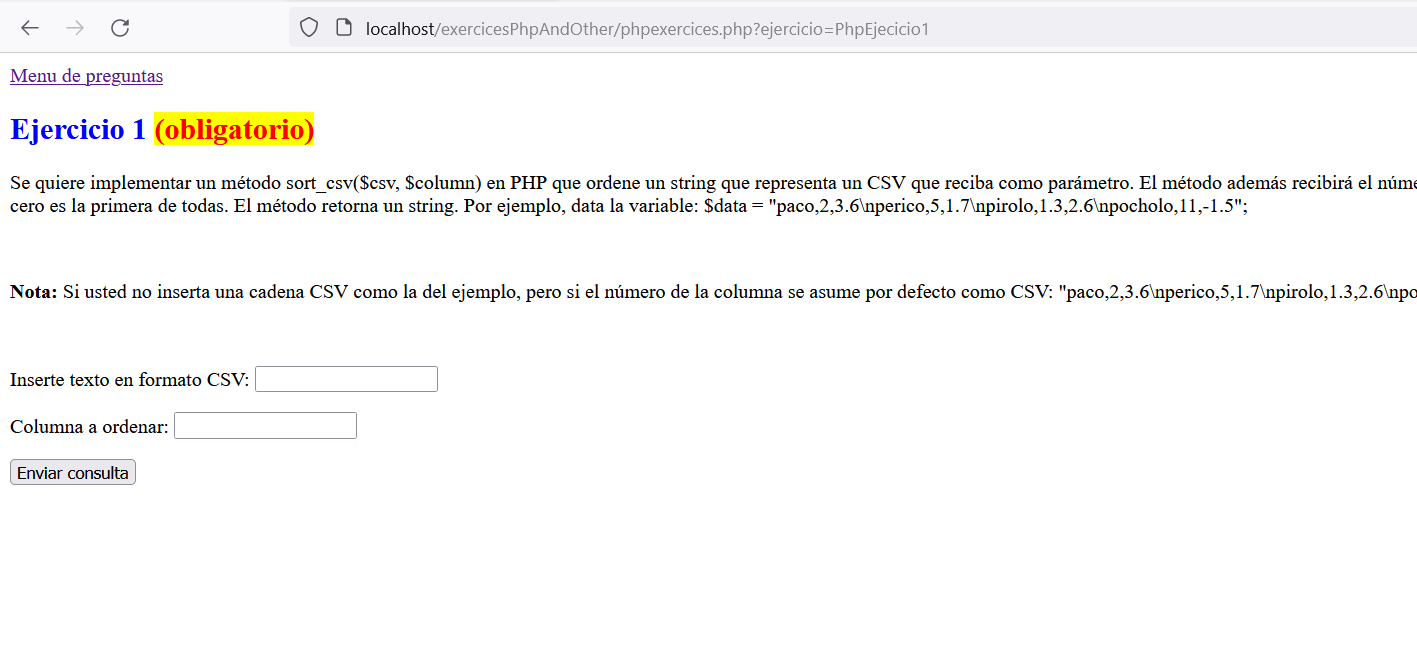 localhost/exercicesPhpAndOther/phpexercices.php?ejercicio=PhpEjecicio1
Menu de preguntas
Ejercicio 1 (obligatorio)
Se quiere implementar un método sort_csv($csv, $column) en PHP que ordene un string que representa un CSV que reciba como parámetro. El método además recibirá el núme
cero es la primera de todas. El método retorna un string. Por ejemplo, data la variable: $data = "paco,2,3.6\nperico,5,1.7\npirolo,1.3,2.6\npocholo,11,-1.5";
Nota: Si usted no inserta una cadena CSV como la del ejemplo, pero si el número de la columna se asume por defecto como CSV: "paco,2,3.6\nperico,5,1.7\npirolo,1.3,2.6\npo
Inserte texto en formato CSV:
Columna a ordenar:
Enviar consulta